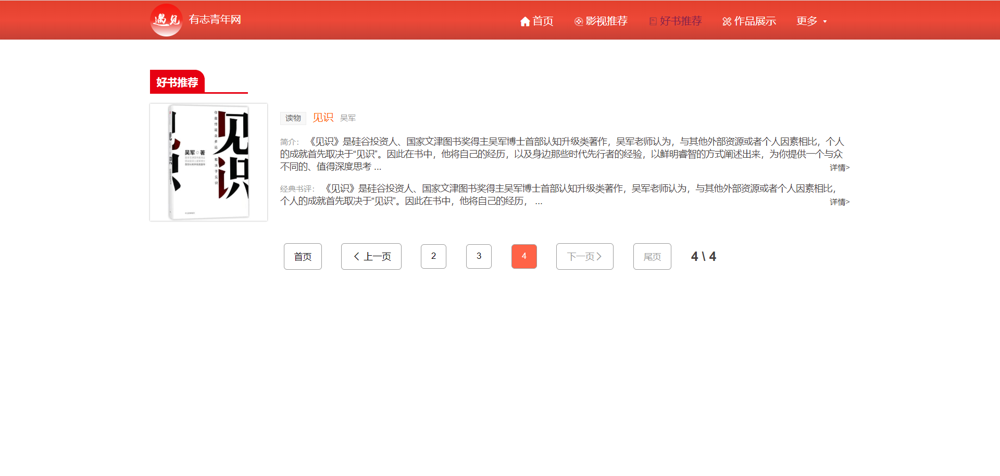 遇见 有志青年网
首页 影视推荐 好书推荐 作品展示 更多
好书推荐
见识
你最终能走多远 取决于见识
吴军 著
读物 见识 吴军
简介： 《见识》是硅谷投资人、国家文津图书奖得主吴军博士首部认知升级类著作，吴军老师认为，与其他外部资源或者个人因素相比，个人
的成就首先取决于“见识”。因此在书中，他将自己的经历，以及身边那些时代先行者的经验，以鲜明睿智的方式阐述出来，为你提供一个与众
不同的、值得深度思考 ... 详情>
经典书评： 《见识》是硅谷投资人、国家文津图书奖得主吴军博士首部认知升级类著作，吴军老师认为，与其他外部资源或者个人因素相比，
个人的成就首先取决于“见识”。因此在书中，他将自己的经历， ... 详情>
首页 < 上一页 2 3 4 下一页 > 尾页 4 \ 4